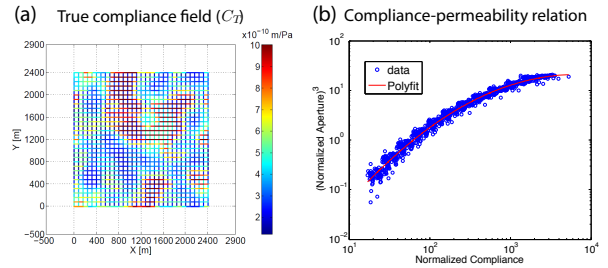 (a) True compliance field (C_T)
x10^-10 m/Pa
2900
2400
2000
1600
1200
800
400
0
−500
Y [m]
−500 0 400 800 1200 1600 2000 2400 2900
X [m]
10
9
8
7
6
5
4
3
2
(b) Compliance-permeability relation
data
Polyfit
10^2
10^1
10^0
10^-1
10^-2
(Normalized Aperture)^3
10^1 10^2 10^3 10^4
Normalized Compliance